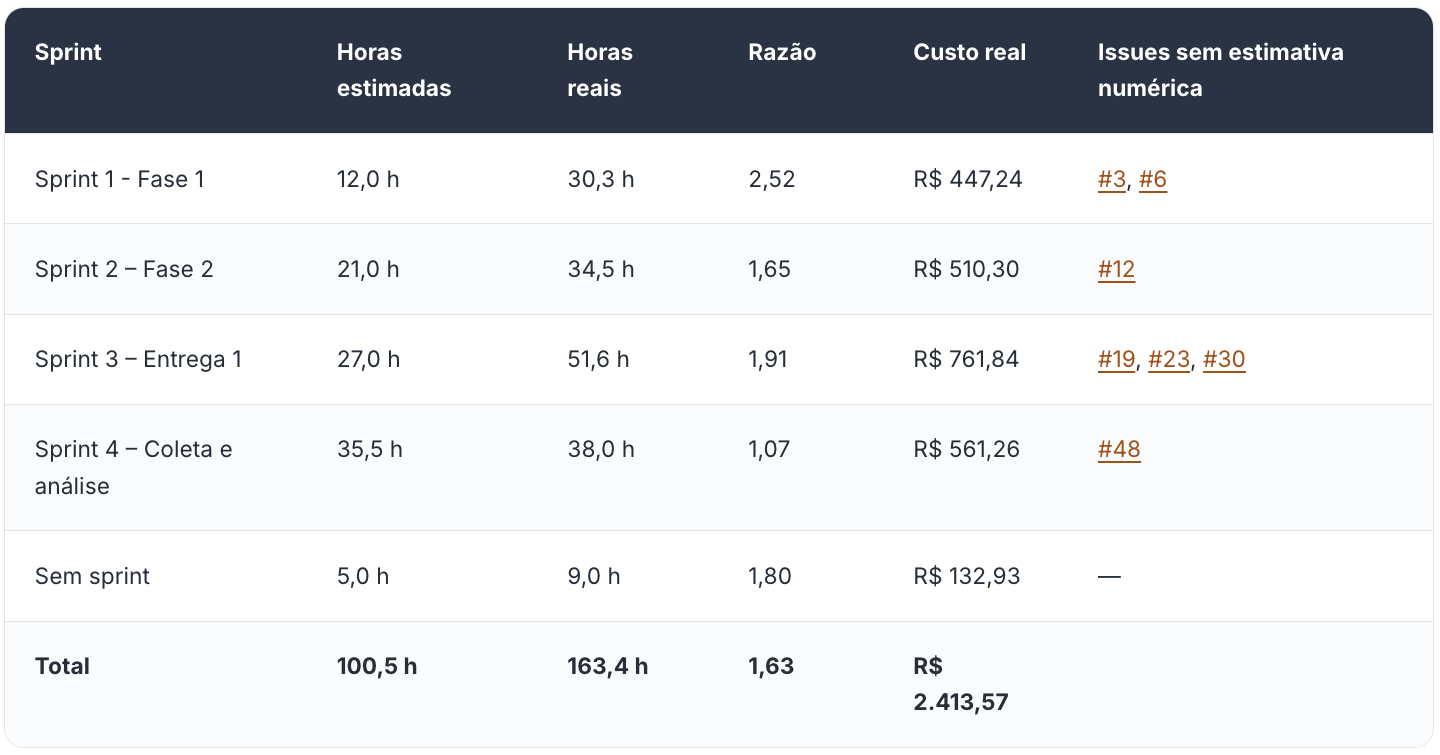 Sprint
Horas
estimadas
Horas
reais
Razão
Custo real
Issues sem estimativa
numérica
Sprint 1 - Fase 1
12,0 h
30,3 h
2,52
R$ 447,24
#3, #6
Sprint 2 – Fase 2
21,0 h
34,5 h
1,65
R$ 510,30
#12
Sprint 3 – Entrega 1
27,0 h
51,6 h
1,91
R$ 761,84
#19, #23, #30
Sprint 4 – Coleta e
análise
35,5 h
38,0 h
1,07
R$ 561,26
#48
Sem sprint
5,0 h
9,0 h
1,80
R$ 132,93
—
Total
100,5 h
163,4 h
1,63
R$
2.413,57